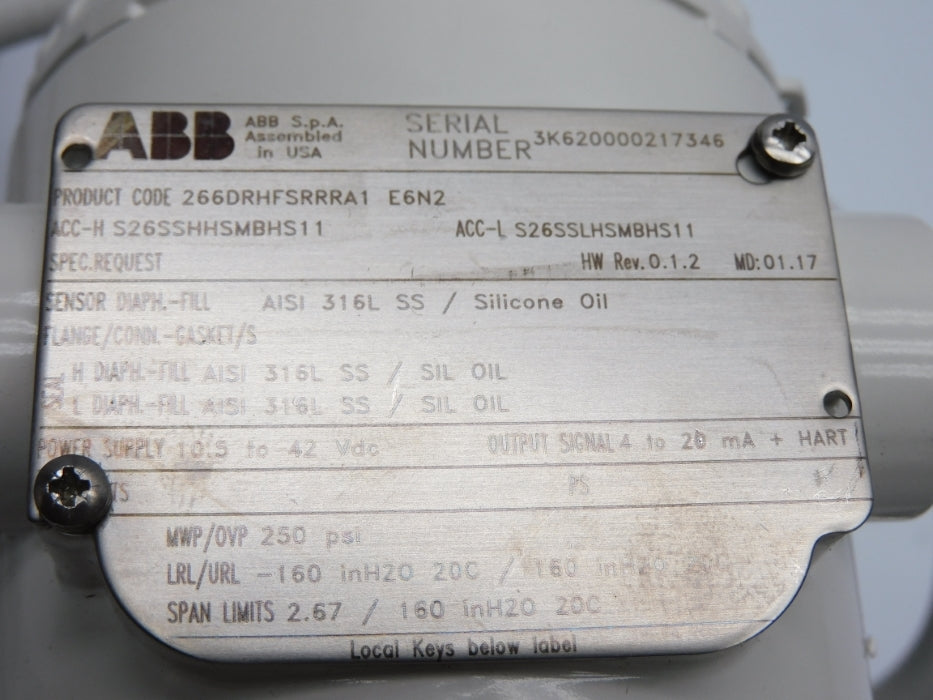 ABB ABB S.p.A. Assembled in USA SERIAL NUMBER 3K620000217346
PRODUCT CODE 266DRHFSRRRA1 E6N2
ACC-H S26SSHHSMBHS11 ACC-L S26SSLHSMBHS11
SPEC.REQUEST HW Rev.0.1.2 MD:01.17
SENSOR DIAPH.-FILL AISI 316L SS / Silicone Oil
FLANGE/CONN.-GASKET/S
H DIAPH.-FILL AISI 316L SS / SIL OIL
L DIAPH.-FILL AISI 316L SS / SIL OIL
POWER SUPPLY 10.5 to 42 Vdc OUTPUT SIGNAL 4 to 20 mA + HART
PS
MWP/OVP 250 psi
LRL/URL -160 inH2O 20C / 160 inH2O 20C
SPAN LIMITS 2.67 / 160 inH2O 20C
Local Keys below label